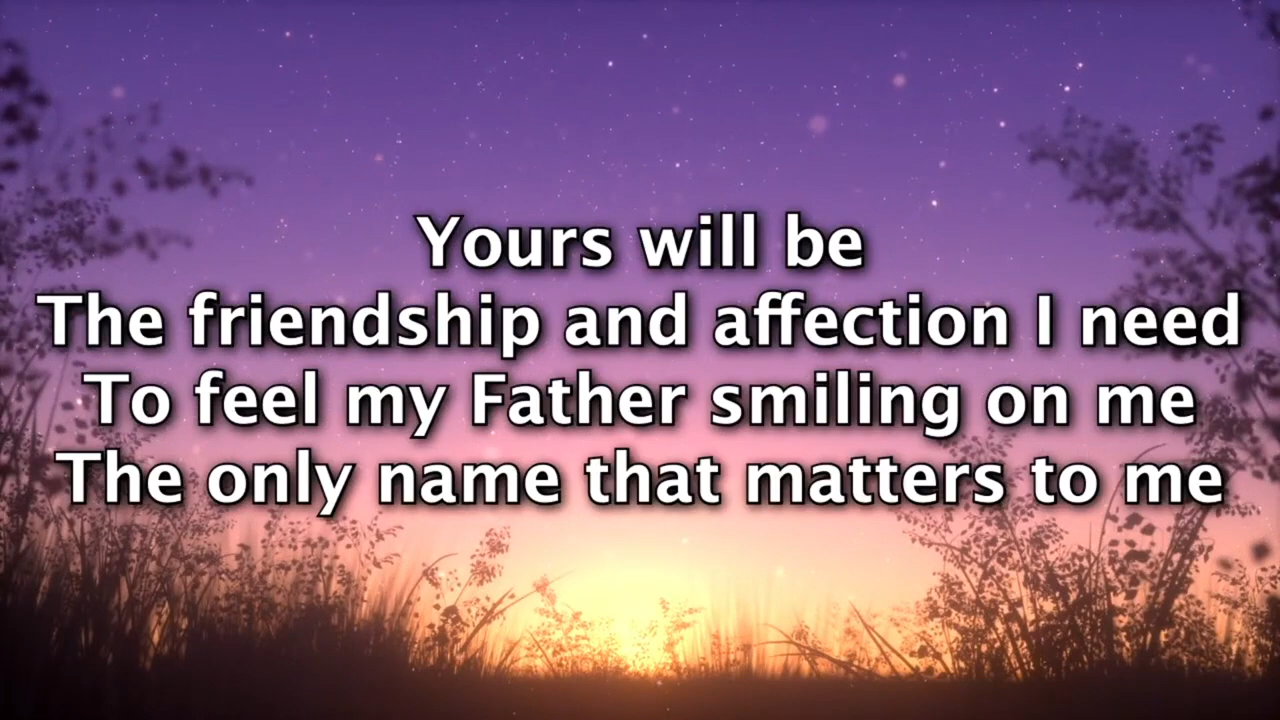 Yours will be
The friendship and affection I need
To feel my Father smiling on me
The only name that matters to me